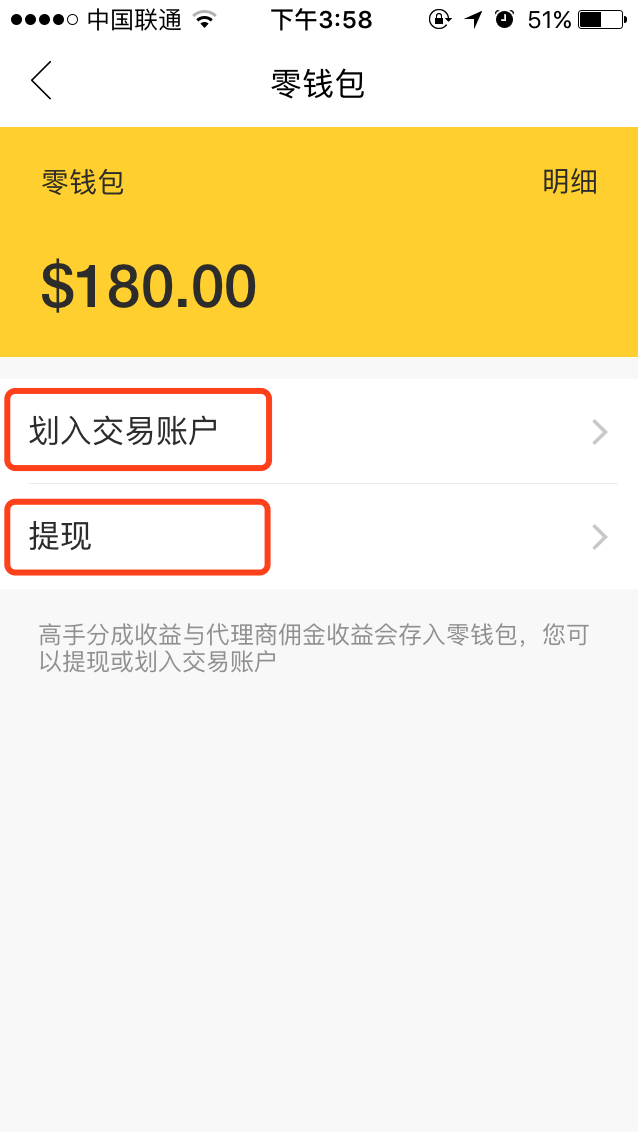 中国联通 下午3:58 51%
零钱包
零钱包 明细
$180.00
划入交易账户
提现
高手分成收益与代理商佣金收益会存入零钱包，您可
以提现或划入交易账户